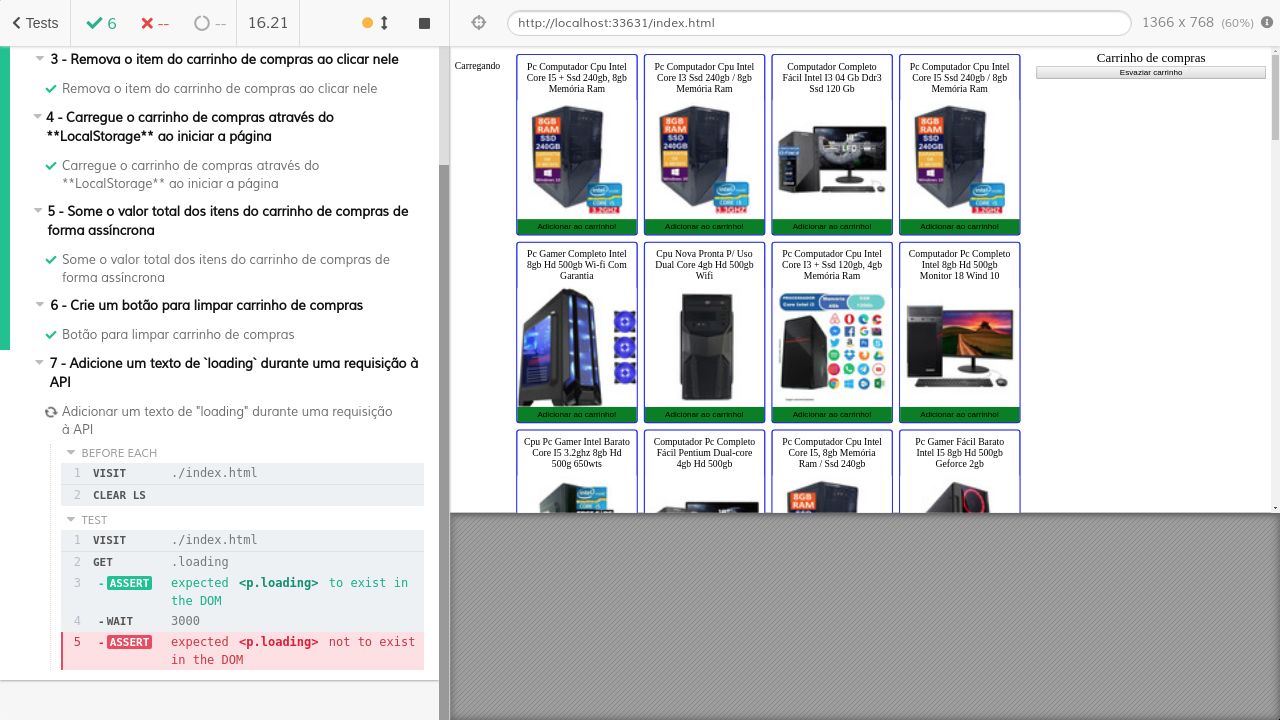 Tests
6
--
--
16.21
http://localhost:33631/index.html
1366 x 768 (60%)
3 - Remova o item do carrinho de compras ao clicar nele
Remova o item do carrinho de compras ao clicar nele
4 - Carregue o carrinho de compras através do
**LocalStorage** ao iniciar a página
Carregue o carrinho de compras através do
**LocalStorage** ao iniciar a página
5 - Some o valor total dos itens do carrinho de compras de
forma assíncrona
Some o valor total dos itens do carrinho de compras de
forma assíncrona
6 - Crie um botão para limpar carrinho de compras
Botão para limpar carrinho de compras
7 - Adicione um texto de `loading` durante uma requisição à
API
Adicionar um texto de "loading" durante uma requisição
à API
BEFORE EACH
1 VISIT ./index.html
2 CLEAR LS
TEST
1 VISIT ./index.html
2 GET .loading
3 -ASSERT expected <p.loading> to exist in
the DOM
4 -WAIT 3000
5 -ASSERT expected <p.loading> not to exist
in the DOM
Carregando
Pc Computador Cpu Intel
Core I5 + Ssd 240gb, 8gb
Memória Ram
8GB
RAM
SSD
240GB
Adicionar ao carrinho!
Pc Computador Cpu Intel
Core I3 Ssd 240gb / 8gb
Memória Ram
8GB
RAM
SSD
240GB
Adicionar ao carrinho!
Computador Completo
Fácil Intel I3 04 Gb Ddr3
Ssd 120 Gb
Adicionar ao carrinho!
Pc Computador Cpu Intel
Core I5 Ssd 240gb / 8gb
Memória Ram
8GB
RAM
SSD
240GB
Adicionar ao carrinho!
Pc Gamer Completo Intel
8gb Hd 500gb Wi-fi Com
Garantia
Adicionar ao carrinho!
Cpu Nova Pronta P/ Uso
Dual Core 4gb Hd 500gb
Wifi
Adicionar ao carrinho!
Pc Computador Cpu Intel
Core I3 + Ssd 120gb, 4gb
Memória Ram
Adicionar ao carrinho!
Computador Pc Completo
Intel 8gb Hd 500gb
Monitor 18 Wind 10
Adicionar ao carrinho!
Cpu Pc Gamer Intel Barato
Core I5 3.2ghz 8gb Hd
500g 650wts
Computador Pc Completo
Fácil Pentium Dual-core
4gb Hd 500gb
Pc Computador Cpu Intel
Core I5, 8gb Memória
Ram / Ssd 240gb
8GB
RAM
Pc Gamer Fácil Barato
Intel I5 8gb Hd 500gb
Geforce 2gb
Carrinho de compras
Esvaziar carrinho